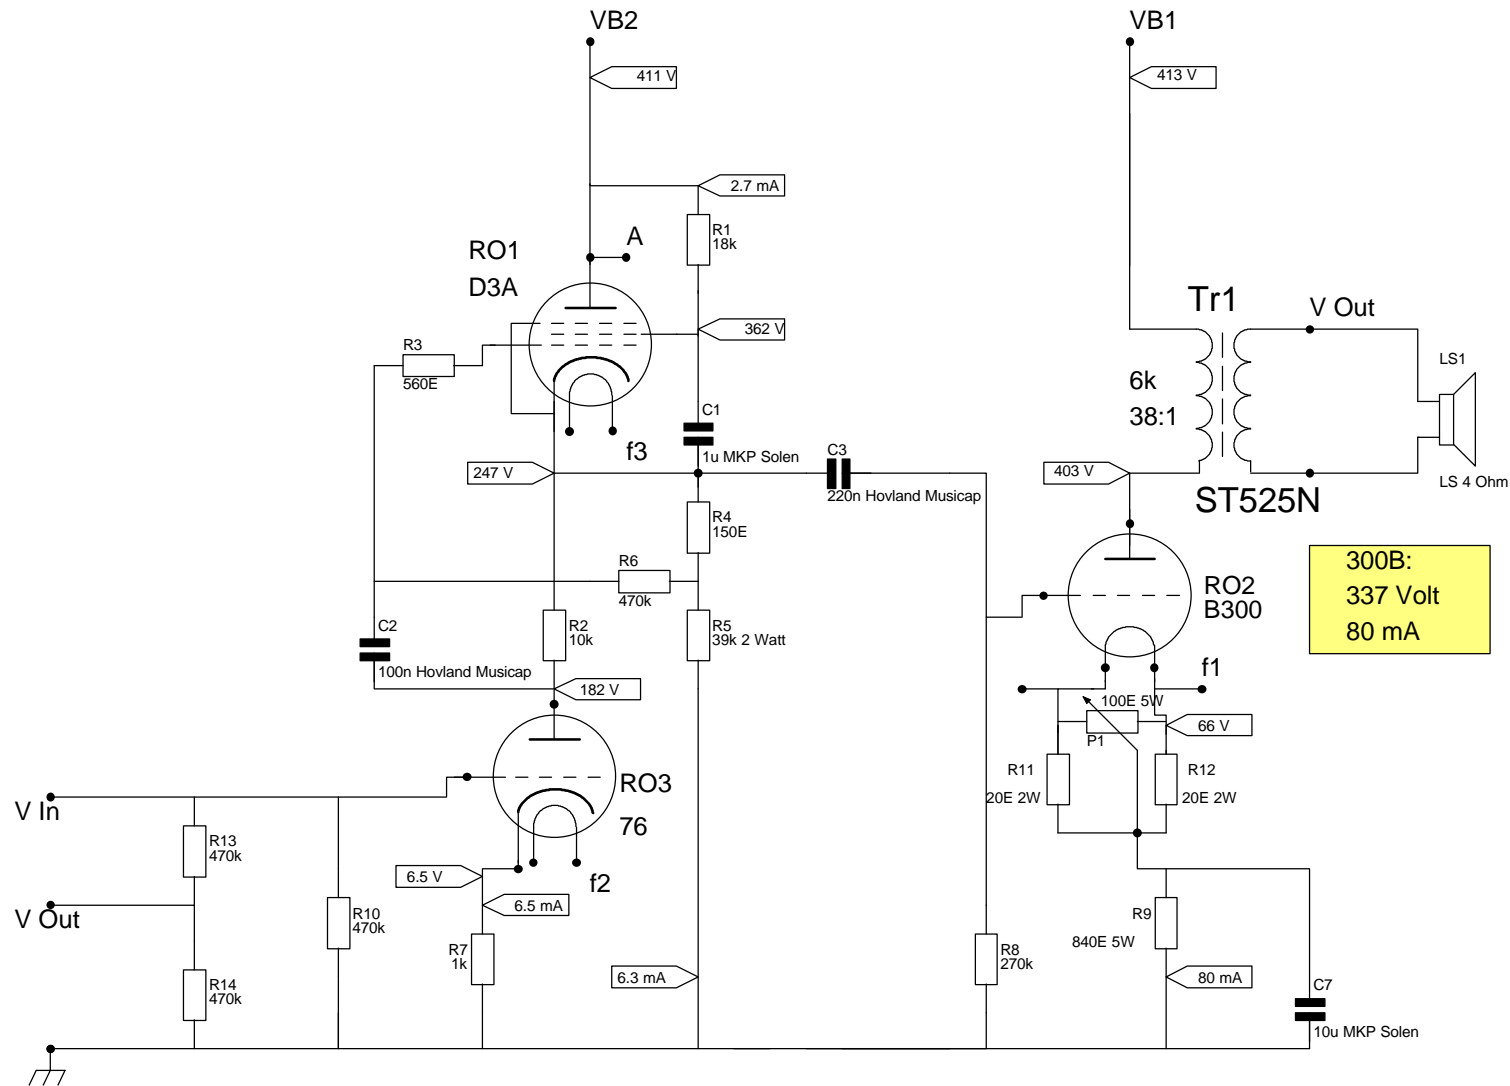 VB2
VB1
411 V
413 V
2.7 mA
R1
18k
A
RO1
D3A
Tr1
V Out
362 V
R3
560E
6k
38:1
LS1
C1
1u MKP Solen
f3
C3
220n Hovland Musicap
247 V
403 V
ST525N
LS 4 Ohm
R4
150E
R6
470k
300B:
337 Volt
80 mA
RO2
B300
C2
100n Hovland Musicap
R2
10k
R5
39k 2 Watt
f1
182 V
100E 5W
P1
66 V
R11
20E 2W
R12
20E 2W
RO3
76
V In
R13
470k
6.5 V
f2
V Out
R10
470k
6.5 mA
R9
840E 5W
R7
1k
R8
270k
R14
470k
6.3 mA
80 mA
C7
10u MKP Solen